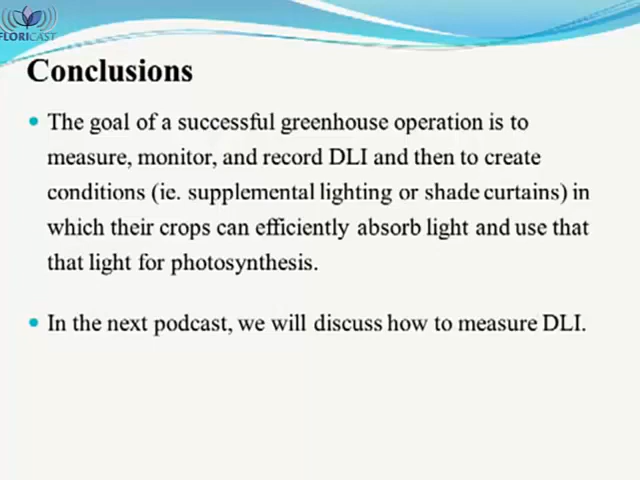 FLORICAST
Conclusions
• The goal of a successful greenhouse operation is to
measure, monitor, and record DLI and then to create
conditions (ie. supplemental lighting or shade curtains) in
which their crops can efficiently absorb light and use that
that light for photosynthesis.
• In the next podcast, we will discuss how to measure DLI.